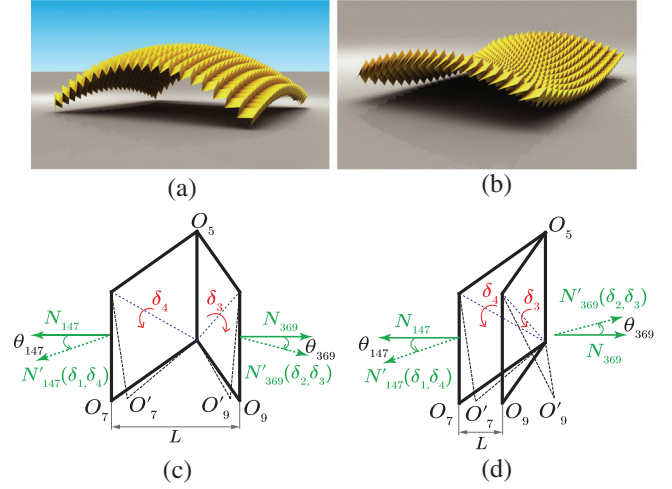 (a)
(b)
O₅
δ₄
δ₃
N₁₄₇
θ₁₄₇
N′₁₄₇(δ₁,δ₄)
N₃₆₉
θ₃₆₉
N′₃₆₉(δ₂,δ₃)
O₇
O′₇
O′₉
O₉
L
(c)
O₅
δ₄
δ₃
N′₃₆₉(δ₂,δ₃)
θ₃₆₉
N₃₆₉
N₁₄₇
θ₁₄₇
N′₁₄₇(δ₁,δ₄)
O₇
O′₇
O₉
O′₉
L
(d)